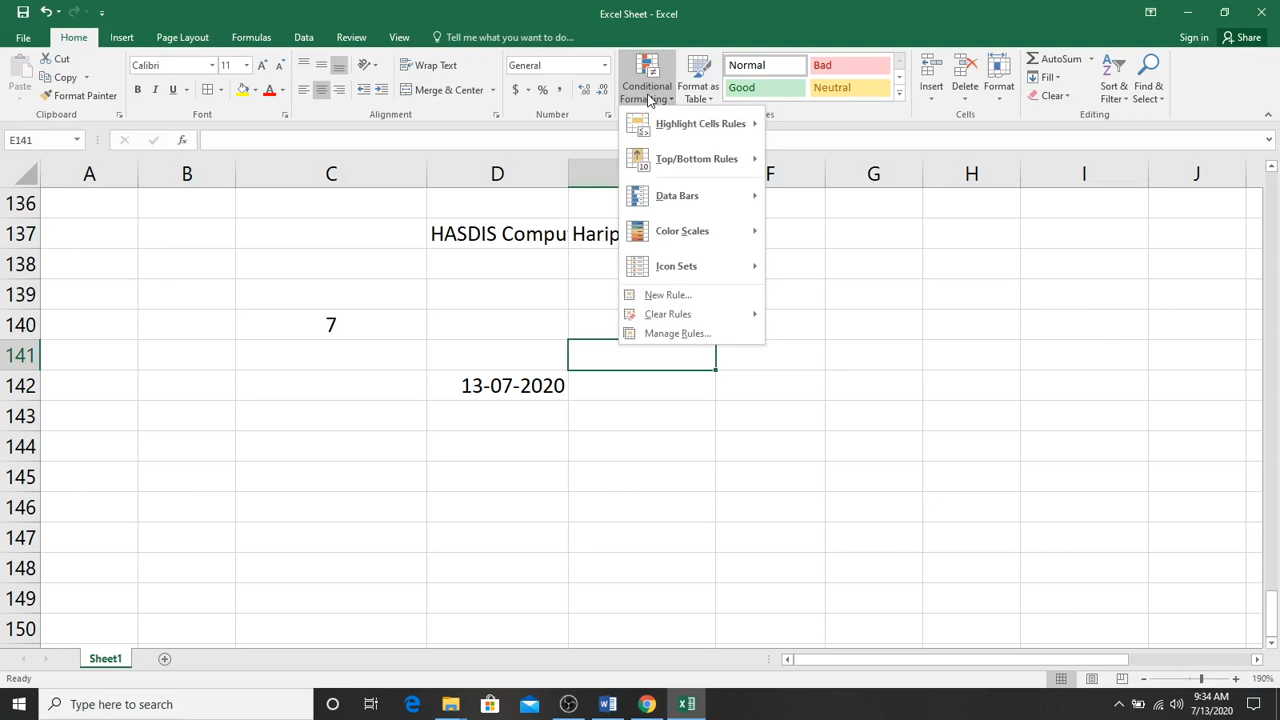 Excel Sheet - Excel
File Home Insert Page Layout Formulas Data Review View Tell me what you want to do... Sign in Share
Cut
Copy
Format Painter
Paste
Clipboard
Calibri 11
B I U
Font
Wrap Text
Merge & Center
Alignment
General
$ %
Number
Conditional
Formatting
Format as
Table
Normal Bad
Good Neutral
Insert Delete Format
Cells
AutoSum
Fill
Clear
Sort &
Filter
Find &
Select
Editing
E141 fx
Highlight Cells Rules
Top/Bottom Rules
Data Bars
Color Scales
Icon Sets
New Rule...
Clear Rules
Manage Rules...
A B C D F G H I J
136
137 HASDIS Compu Harip
138
139
140 7
141
142 13-07-2020
143
144
145
146
147
148
149
150
Sheet1
Ready 190%
Type here to search
9:34 AM
7/13/2020